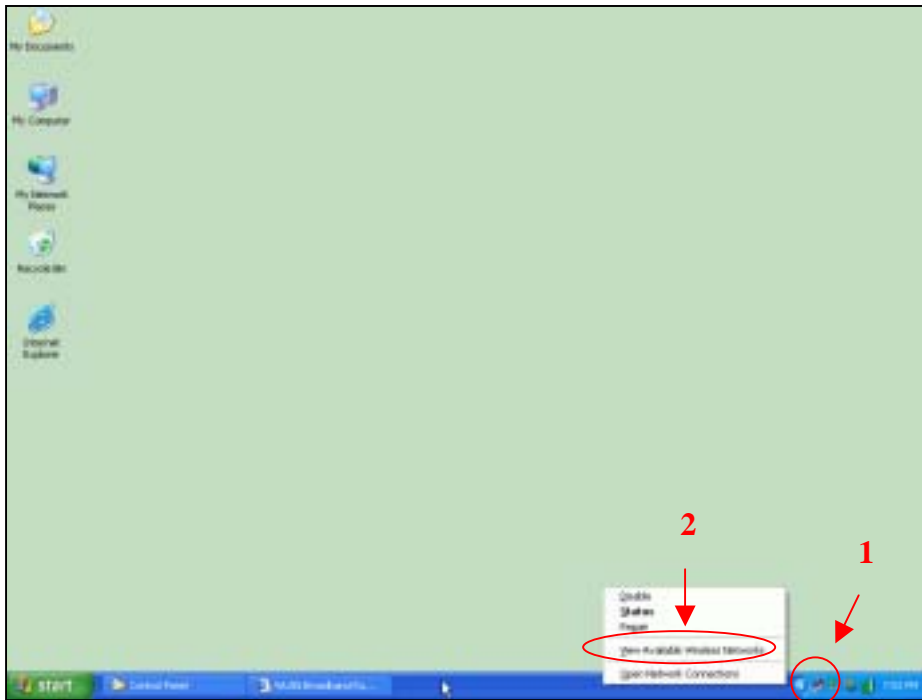 My Documents
My Computer
My Network
Places
Recycle Bin
Internet
Explorer
2
1
Disable
Status
Repair
View Available Wireless Networks
Open Network Connections
start
Control Panel